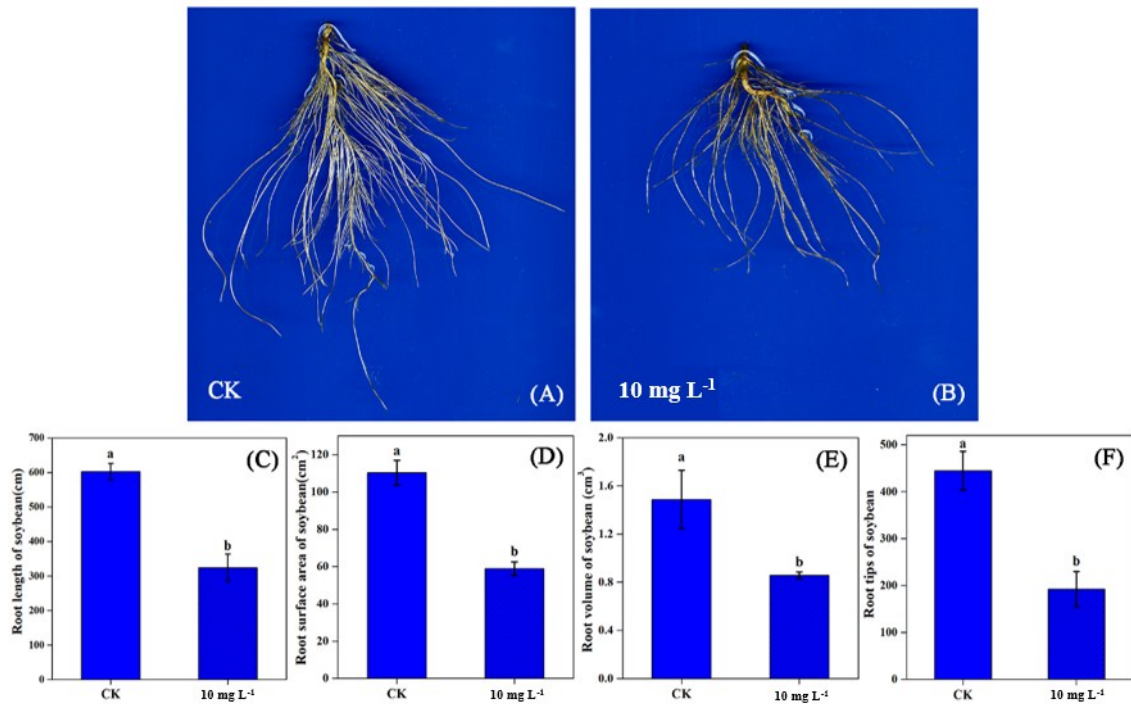 CK
(A)
10 mg L⁻¹
(B)
Root length of soybean(cm)
700
600
500
400
300
200
100
0
a
b
(C)
CK
10 mg L⁻¹
Root surface area of soybean(cm²)
120
100
80
60
40
20
0
a
b
(D)
CK
10 mg L⁻¹
Root volume of soybean (cm³)
2.0
1.6
1.2
0.8
0.4
0.0
a
b
(E)
CK
10 mg L⁻¹
Root tips of soybean
500
400
300
200
100
0
a
b
(F)
CK
10 mg L⁻¹